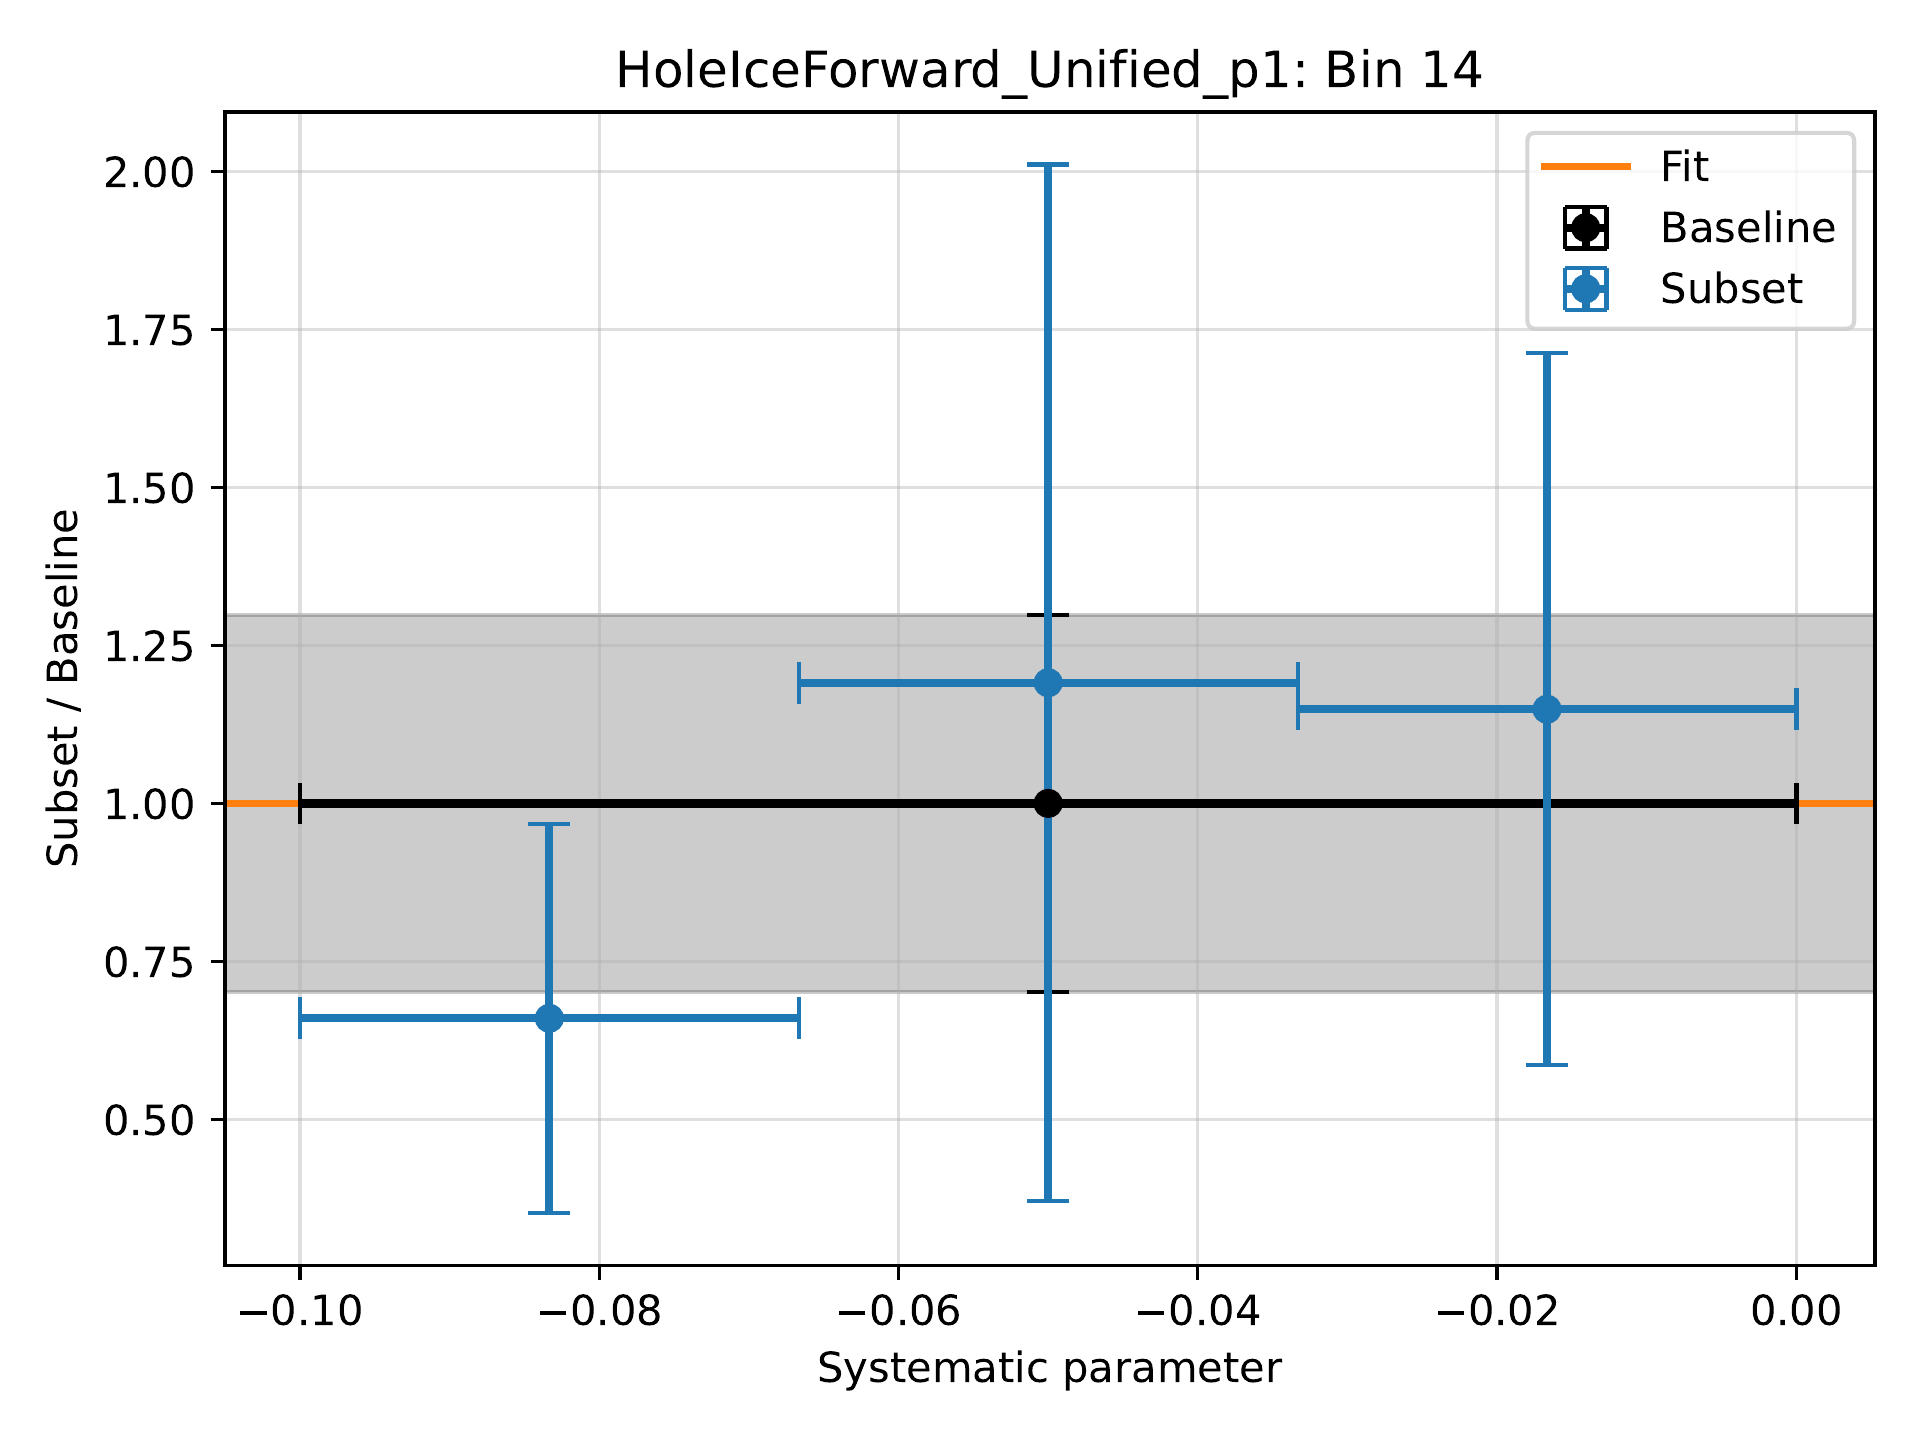 HoleIceForward_Unified_p1: Bin 14
Fit
Baseline
Subset
2.00
1.75
1.50
1.25
1.00
0.75
0.50
Subset / Baseline
−0.10
−0.08
−0.06
−0.04
−0.02
0.00
Systematic parameter